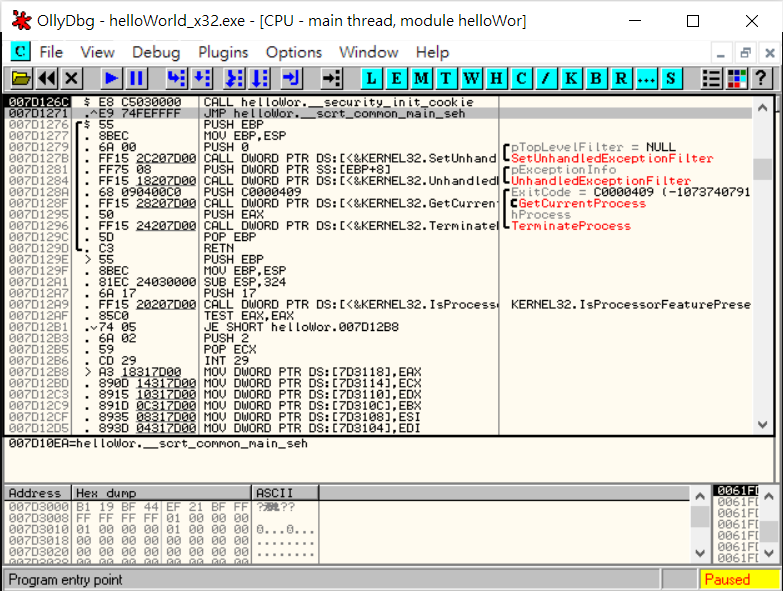 OllyDbg - helloWorld_x32.exe - [CPU - main thread, module helloWor]
C File View Debug Plugins Options Window Help
L E M T W H C / K B R ... S ?
007D126C $ E8 C5030000 CALL helloWor.__security_init_cookie
007D1271 .^E9 74FEFFFF JMP helloWor.__scrt_common_main_seh
007D1276 $ 55 PUSH EBP
007D1277 . 8BEC MOV EBP,ESP
007D1279 . 6A 00 PUSH 0 pTopLevelFilter = NULL
007D127B . FF15 2C207D00 CALL DWORD PTR DS:[<&KERNEL32.SetUnhand SetUnhandledExceptionFilter
007D1281 . FF75 08 PUSH SS:[EBP+8] pExceptionInfo
007D1284 . FF15 18207D00 CALL DWORD PTR DS:[<&KERNEL32.Unhandled UnhandledExceptionFilter
007D128A . 68 090400C0 PUSH C0000409 ExitCode = C0000409 (-1073740791
007D128F . FF15 28207D00 CALL DWORD PTR DS:[<&KERNEL32.GetCurren GetCurrentProcess
007D1295 . 50 PUSH EAX hProcess
007D1296 . FF15 24207D00 CALL DWORD PTR DS:[<&KERNEL32.Terminate TerminateProcess
007D129C . 5D POP EBP
007D129D . C3 RETN
007D129E > 55 PUSH EBP
007D129F . 8BEC MOV EBP,ESP
007D12A1 . 81EC 24030000 SUB ESP,324
007D12A7 . 6A 17 PUSH 17
007D12A9 . FF15 20207D00 CALL DWORD PTR DS:[<&KERNEL32.IsProcess KERNEL32.IsProcessorFeaturePrese
007D12AF . 85C0 TEST EAX,EAX
007D12B1 .v74 05 JE SHORT helloWor.007D12B8
007D12B3 . 6A 02 PUSH 2
007D12B5 . 59 POP ECX
007D12B6 . CD 29 INT 29
007D12B8 > A3 18317D00 MOV DWORD PTR DS:[7D3118],EAX
007D12BD . 890D 14317D00 MOV DWORD PTR DS:[7D3114],ECX
007D12C3 . 8915 10317D00 MOV DWORD PTR DS:[7D3110],EDX
007D12C9 . 891D 0C317D00 MOV DWORD PTR DS:[7D310C],EBX
007D12CF . 8935 08317D00 MOV DWORD PTR DS:[7D3108],ESI
007D12D5 . 893D 04317D00 MOV DWORD PTR DS:[7D3104],EDI
007D10EA=helloWor.__scrt_common_main_seh
Address Hex dump ASCII
007D3000 B1 19 BF 44 EF 21 BF FF 0061F
007D3008 FF FF FF FF 01 00 00 00 0061F
007D3010 01 00 00 00 01 00 00 00 0...0... 0061F
007D3018 00 00 00 00 00 00 00 00 ........ 0061F
007D3020 00 00 00 00 00 00 00 00 ........ 0061F
Program entry point Paused